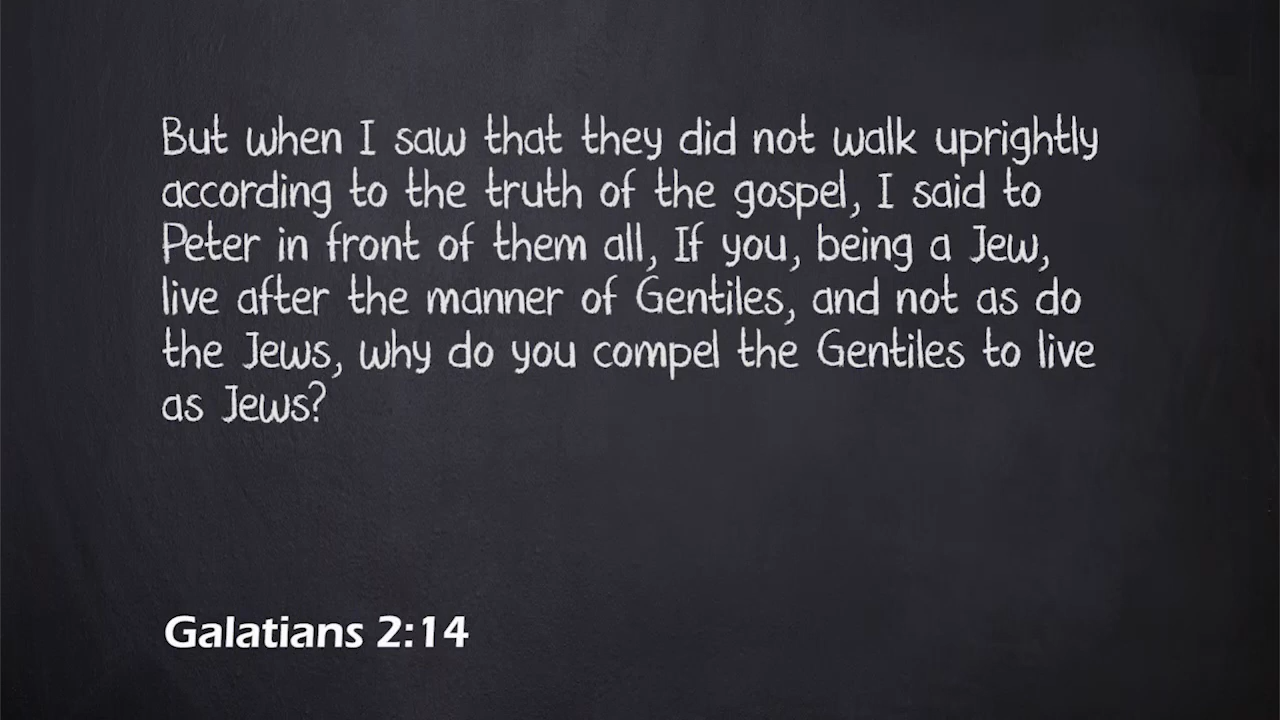 But when I saw that they did not walk uprightly
according to the truth of the gospel, I said to
Peter in front of them all, If you, being a Jew,
live after the manner of Gentiles, and not as do
the Jews, why do you compel the Gentiles to live
as Jews?
Galatians 2:14